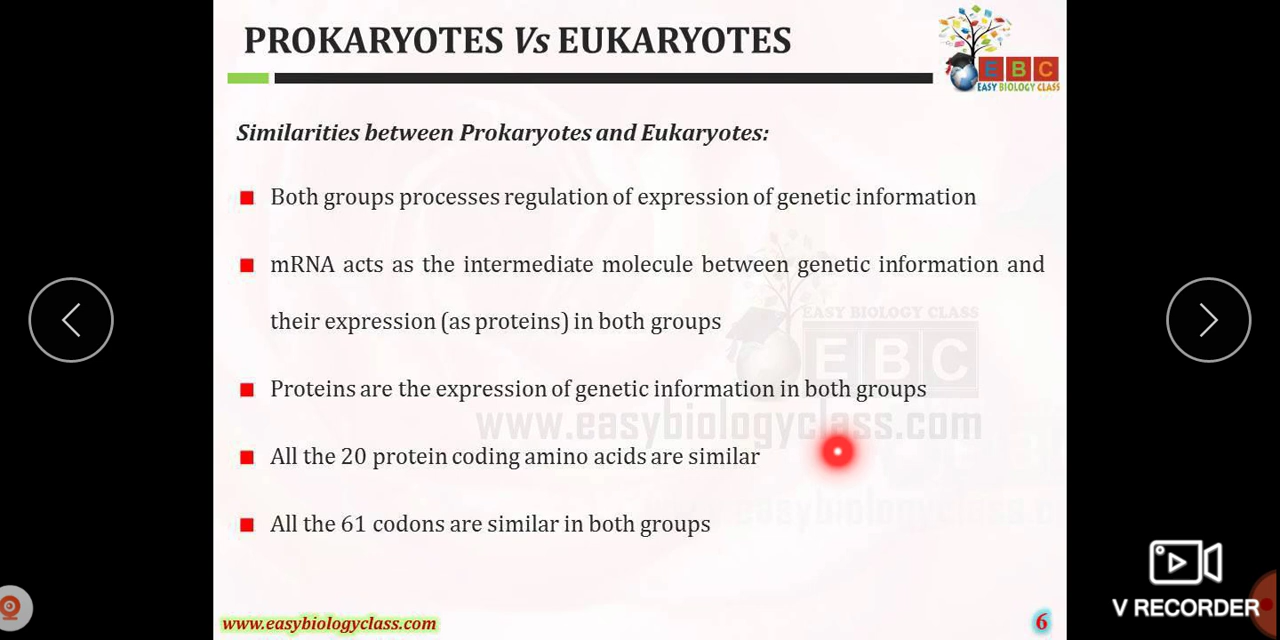 PROKARYOTES Vs EUKARYOTES
E B C
EASY BIOLOGY CLASS
Similarities between Prokaryotes and Eukaryotes:
Both groups processes regulation of expression of genetic information
mRNA acts as the intermediate molecule between genetic information and
their expression (as proteins) in both groups
EASY BIOLOGY CLASS
EBC
Proteins are the expression of genetic information in both groups
www.easybiologyclass.com
All the 20 protein coding amino acids are similar
All the 61 codons are similar in both groups
V RECORDER
www.easybiologyclass.com
6